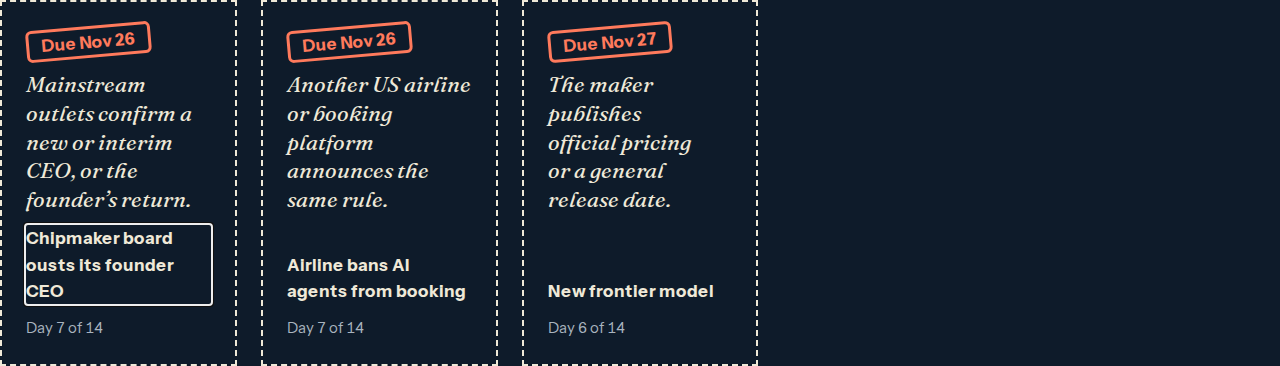 Due Nov 26
Mainstream
outlets confirm a
new or interim
CEO, or the
founder’s return.
Chipmaker board
ousts its founder
CEO
Day 7 of 14
Due Nov 26
Another US airline
or booking
platform
announces the
same rule.
Airline bans AI
agents from booking
Day 7 of 14
Due Nov 27
The maker
publishes
official pricing
or a general
release date.
New frontier model
Day 6 of 14